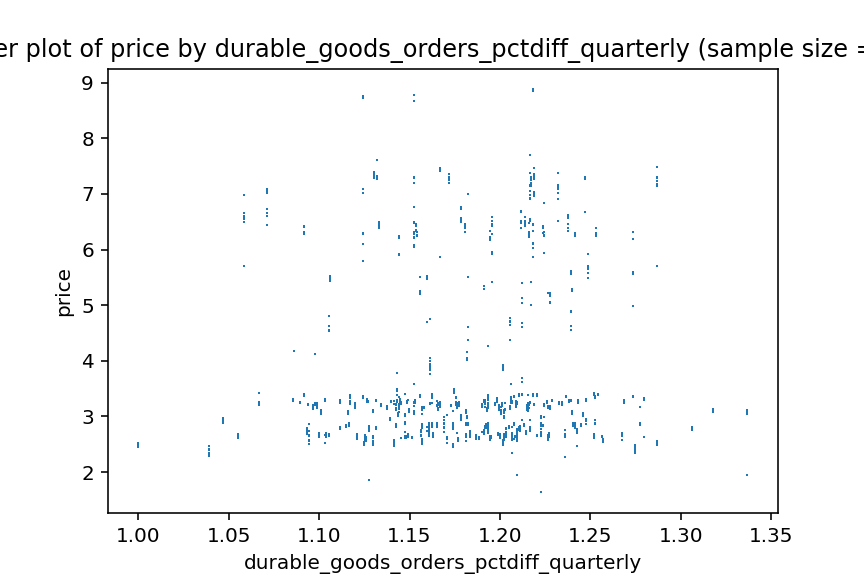 er plot of price by durable_goods_orders_pctdiff_quarterly (sample size =
9
8
7
6
5
4
3
2
price
1.00 1.05 1.10 1.15 1.20 1.25 1.30 1.35
durable_goods_orders_pctdiff_quarterly